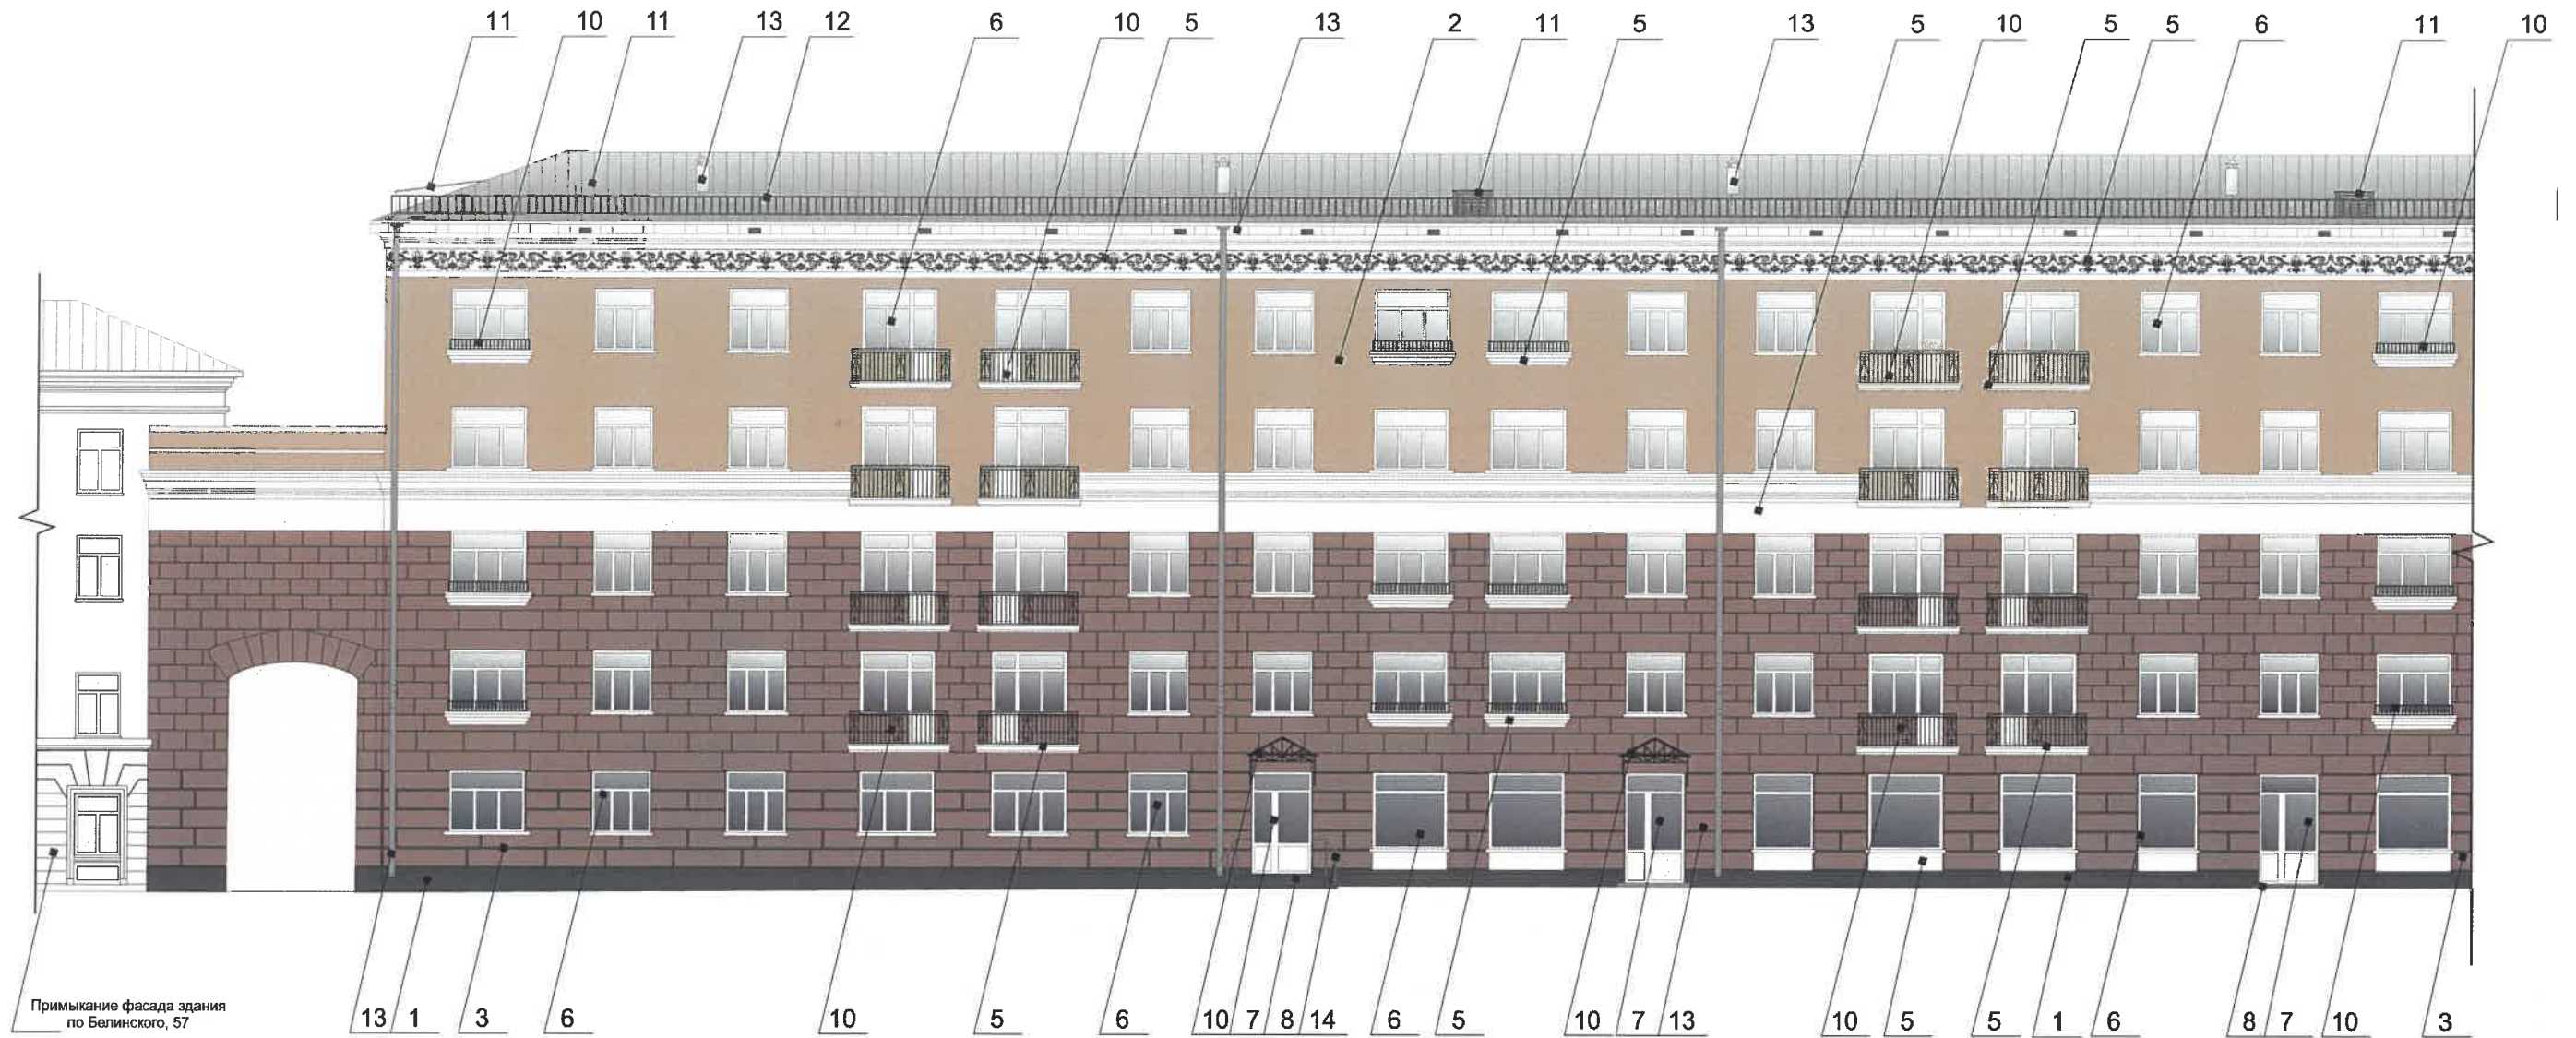 11 10 11 13 12 6 10 5 13 2 11 5 13 5 10 5 5 6 11 10
Примыкание фасада здания
по Белинского, 57
13 1 3 6 10 5 6 10 7 8 14 6 5 10 7 13 10 5 5 1 6 8 7 10 3